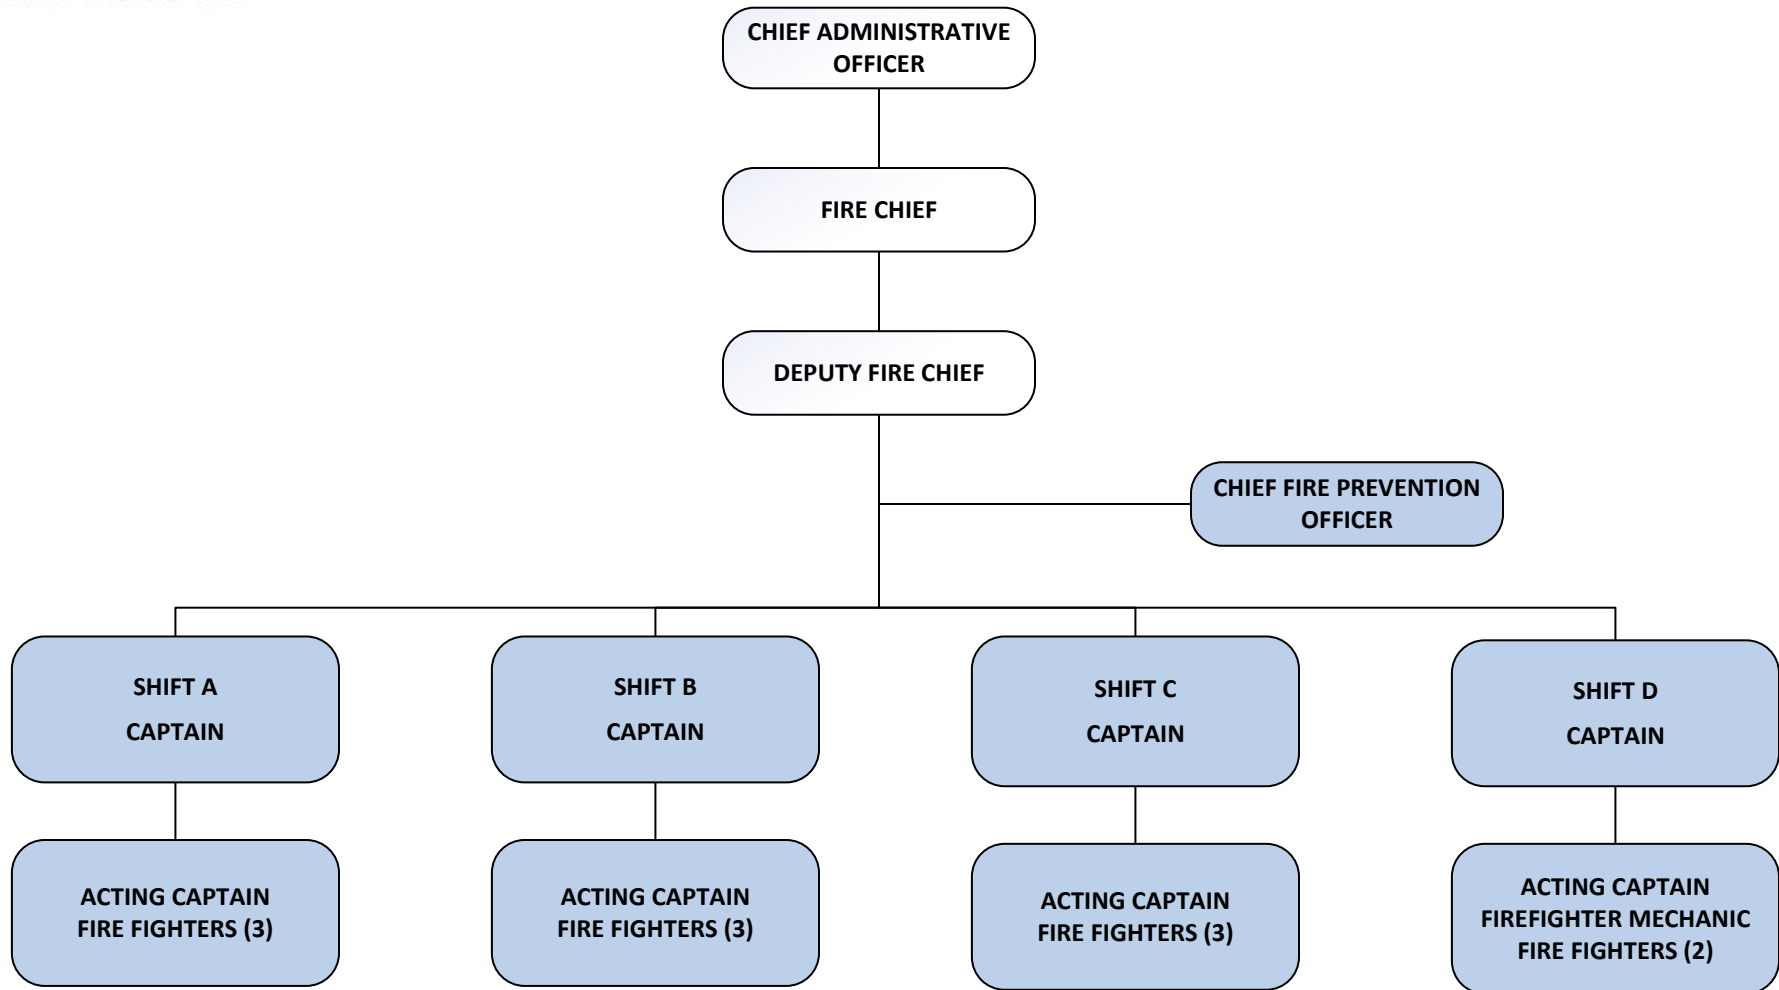 CHIEF ADMINISTRATIVE
OFFICER
FIRE CHIEF
DEPUTY FIRE CHIEF
CHIEF FIRE PREVENTION
OFFICER
SHIFT A
CAPTAIN
SHIFT B
CAPTAIN
SHIFT C
CAPTAIN
SHIFT D
CAPTAIN
ACTING CAPTAIN
FIRE FIGHTERS (3)
ACTING CAPTAIN
FIRE FIGHTERS (3)
ACTING CAPTAIN
FIRE FIGHTERS (3)
ACTING CAPTAIN
FIREFIGHTER MECHANIC
FIRE FIGHTERS (2)